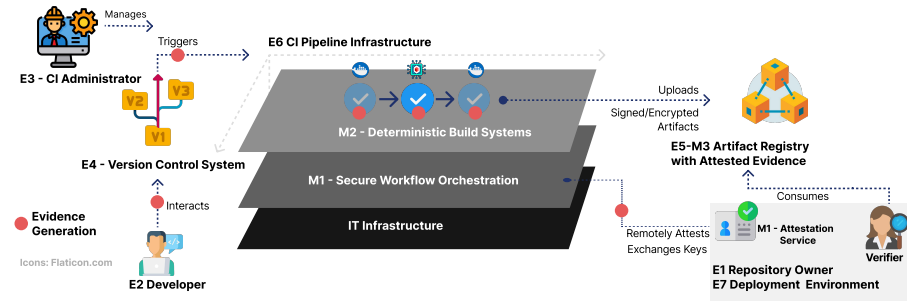 Manages
Triggers
E3 - CI Administrator
V2
V3
V1
E4 - Version Control System
Interacts
Evidence
Generation
Icons: Flaticon.com
E2 Developer
E6 CI Pipeline Infrastructure
M2 - Deterministic Build Systems
M1 - Secure Workflow Orchestration
IT Infrastructure
Uploads
Signed/Encrypted
Artifacts
E5-M3 Artifact Registry
with Attested Evidence
Consumes
Remotely Attests
Exchanges Keys
M1 - Attestation
Service
Verifier
E1 Repository Owner
E7 Deployment Environment